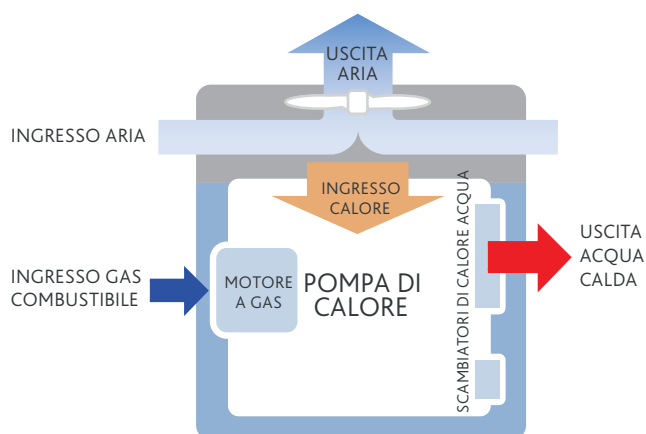 USCITA
ARIA
INGRESSO ARIA
INGRESSO
CALORE
SCAMBIATORI DI CALORE ACQUA
USCITA
ACQUA
CALDA
INGRESSO GAS
COMBUSTIBILE
MOTORE
A GAS
POMPA DI
CALORE